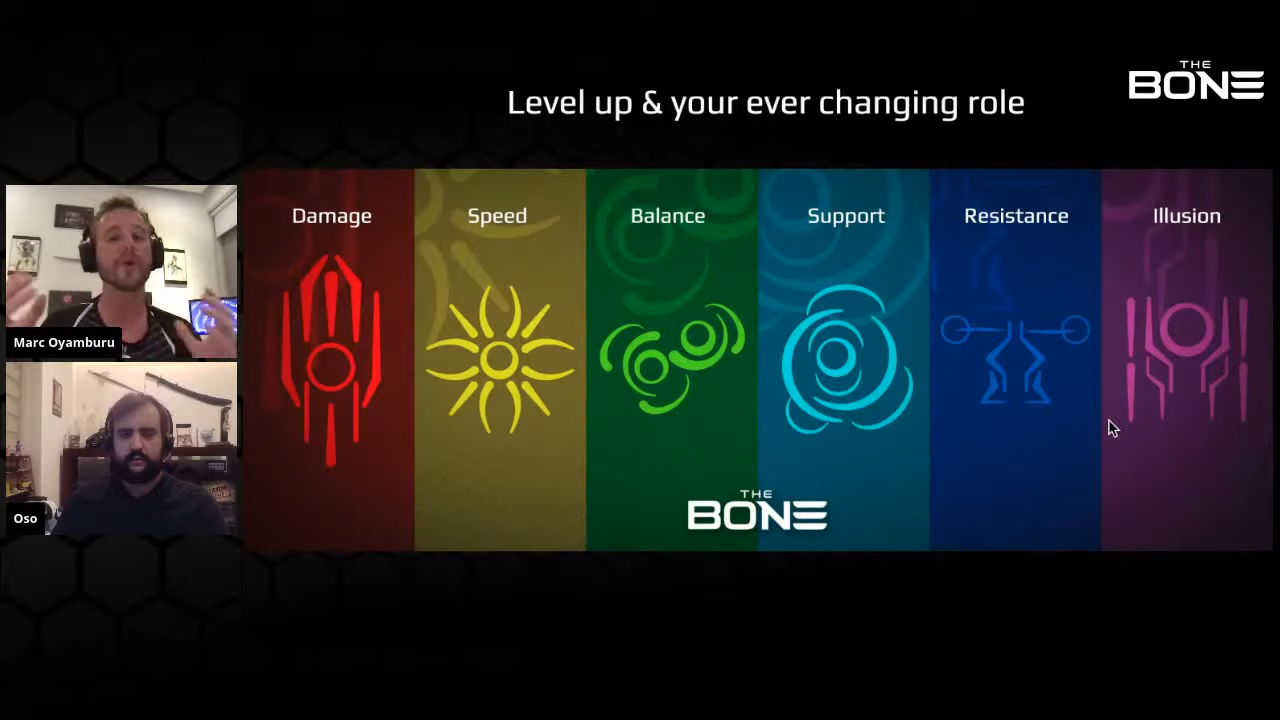 THE
BONE
Level up & your ever changing role
Damage
Speed
Balance
Support
Resistance
Illusion
Marc Oyamburu
Oso
THE
BONE